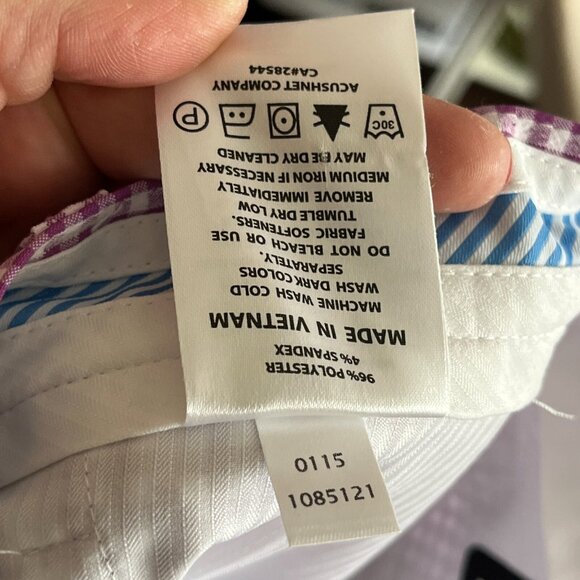 96% POLYESTER
4% SPANDEX
MADE IN VIETNAM
MACHINE WASH COLD
WASH DARK COLORS
SEPARATELY.
DO NOT BLEACH OR USE
FABRIC SOFTENERS.
TUMBLE DRY LOW
REMOVE IMMEDIATELY
MEDIUM IRON IF NECESSARY
MAY BE DRY CLEANED
30C P
ACUSHNET COMPANY
CA#28544
0115
1085121